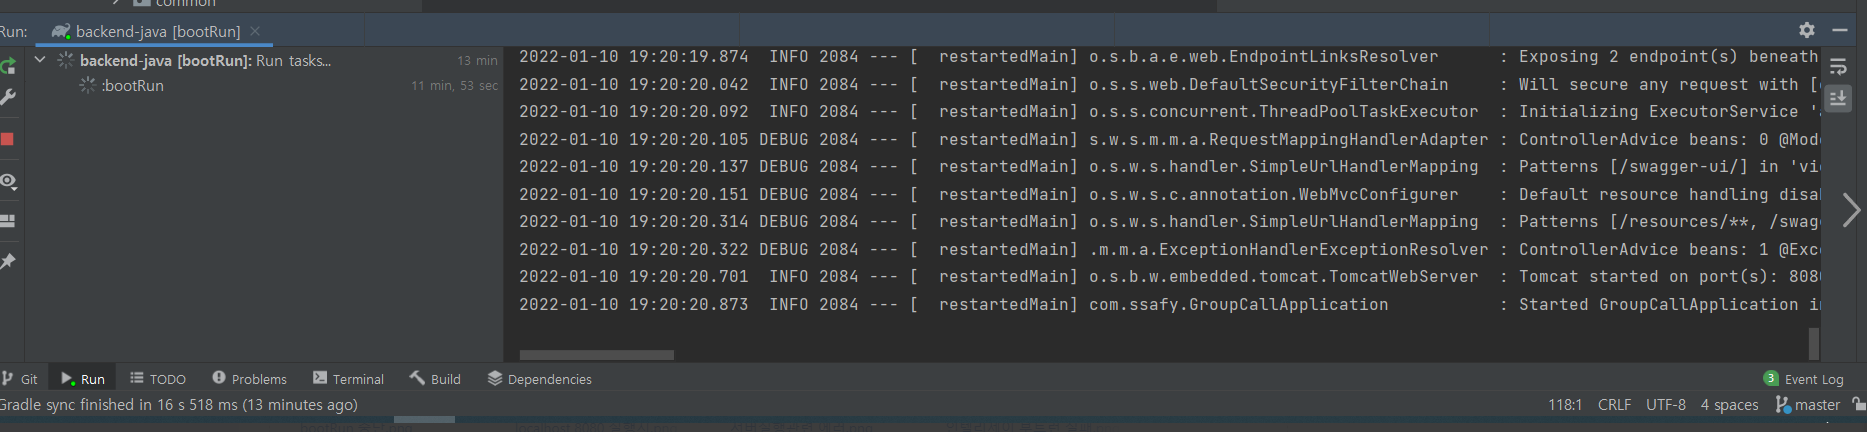 common
Run:
backend-java [bootRun]
backend-java [bootRun]: Run tasks...
13 min
:bootRun
11 min, 53 sec
2022-01-10 19:20:19.874  INFO 2084 --- [  restartedMain] o.s.b.a.e.web.EndpointLinksResolver      : Exposing 2 endpoint(s) beneath
2022-01-10 19:20:20.042  INFO 2084 --- [  restartedMain] o.s.s.web.DefaultSecurityFilterChain     : Will secure any request with [
2022-01-10 19:20:20.092  INFO 2084 --- [  restartedMain] o.s.s.concurrent.ThreadPoolTaskExecutor  : Initializing ExecutorService '
2022-01-10 19:20:20.105 DEBUG 2084 --- [  restartedMain] s.w.s.m.m.a.RequestMappingHandlerAdapter : ControllerAdvice beans: 0 @Mod
2022-01-10 19:20:20.137 DEBUG 2084 --- [  restartedMain] o.s.w.s.handler.SimpleUrlHandlerMapping  : Patterns [/swagger-ui/] in 'vi
2022-01-10 19:20:20.151 DEBUG 2084 --- [  restartedMain] o.s.w.s.c.annotation.WebMvcConfigurer    : Default resource handling disa
2022-01-10 19:20:20.314 DEBUG 2084 --- [  restartedMain] o.s.w.s.handler.SimpleUrlHandlerMapping  : Patterns [/resources/**, /swag
2022-01-10 19:20:20.322 DEBUG 2084 --- [  restartedMain] .m.m.a.ExceptionHandlerExceptionResolver : ControllerAdvice beans: 1 @Exc
2022-01-10 19:20:20.701  INFO 2084 --- [  restartedMain] o.s.b.w.embedded.tomcat.TomcatWebServer  : Tomcat started on port(s): 808
2022-01-10 19:20:20.873  INFO 2084 --- [  restartedMain] com.ssafy.GroupCallApplication           : Started GroupCallApplication in
Git Run TODO Problems Terminal Build Dependencies 3 Event Log
Gradle sync finished in 16 s 518 ms (13 minutes ago) 118:1 CRLF UTF-8 4 spaces master